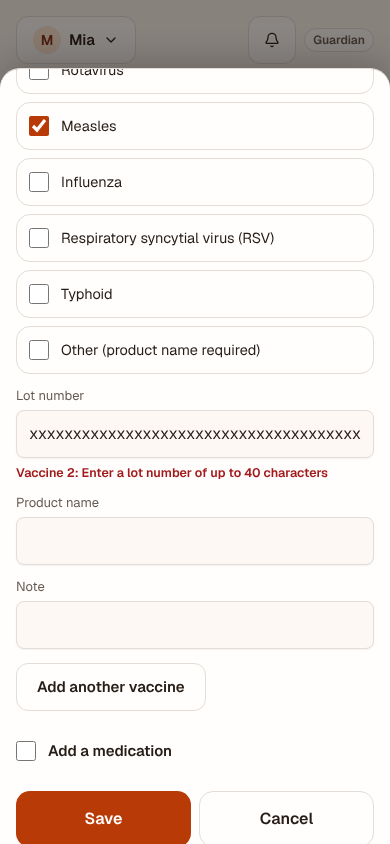 M Mia
Guardian
Rotavirus
Measles
Influenza
Respiratory syncytial virus (RSV)
Typhoid
Other (product name required)
Lot number
xxxxxxxxxxxxxxxxxxxxxxxxxxxxxxxxxxxxxx
Vaccine 2: Enter a lot number of up to 40 characters
Product name
Note
Add another vaccine
Add a medication
Save
Cancel